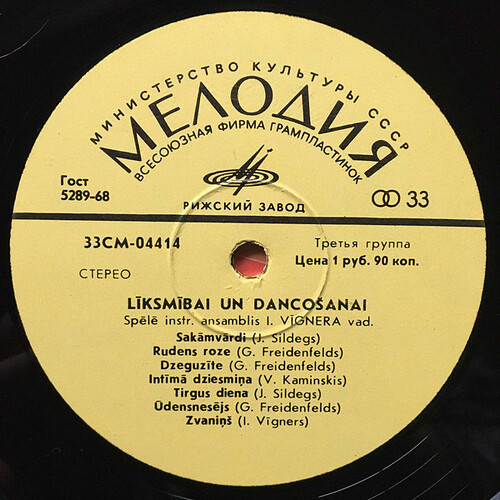 МИНИСТЕРСТВО КУЛЬТУРЫ СССР
МЕЛОДИЯ
ВСЕСОЮЗНАЯ ФИРМА ГРАМПЛАСТИНОК
Гост
5289-68
33
РИЖСКИЙ ЗАВОД
33СМ-04414
Третья группа
Цена 1 руб. 90 коп.
СТЕРЕО
LĪKSMĪBAI UN DANCOŠANAI
Spēlē instr. ansamblis I. VĪGNERA vad.
Sakāmvārdi (J. Sildegs)
Rudens roze (G. Freidenfelds)
Dzeguzīte (G. Freidenfelds)
Intīmā dziesmiņa (V. Kaminskis)
Tirgus diena (J. Sildegs)
Ūdensnesējs (G. Freidenfelds)
Zvaniņš (I. Vīgners)